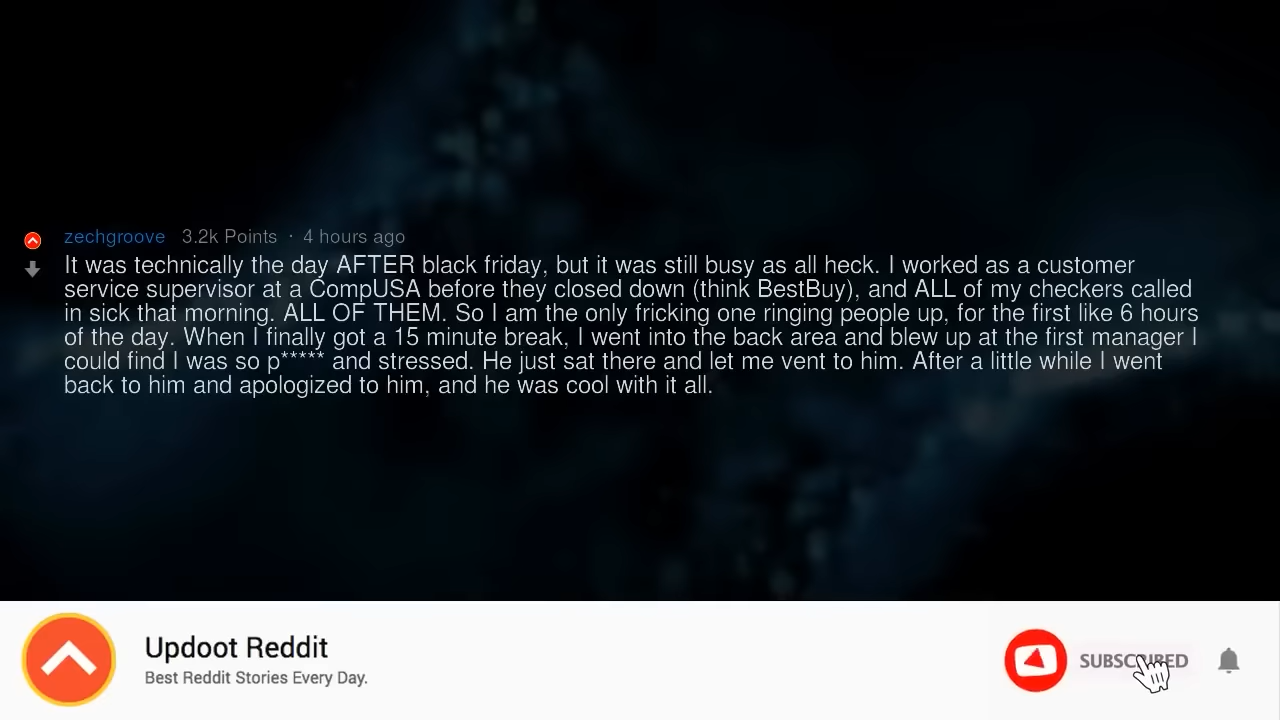 zechgroove 3.2k Points · 4 hours ago
It was technically the day AFTER black friday, but it was still busy as all heck. I worked as a customer
service supervisor at a CompUSA before they closed down (think BestBuy), and ALL of my checkers called
in sick that morning. ALL OF THEM. So I am the only fricking one ringing people up, for the first like 6 hours
of the day. When I finally got a 15 minute break, I went into the back area and blew up at the first manager I
could find I was so p***** and stressed. He just sat there and let me vent to him. After a little while I went
back to him and apologized to him, and he was cool with it all.
Updoot Reddit
Best Reddit Stories Every Day.
SUBSCRIBED